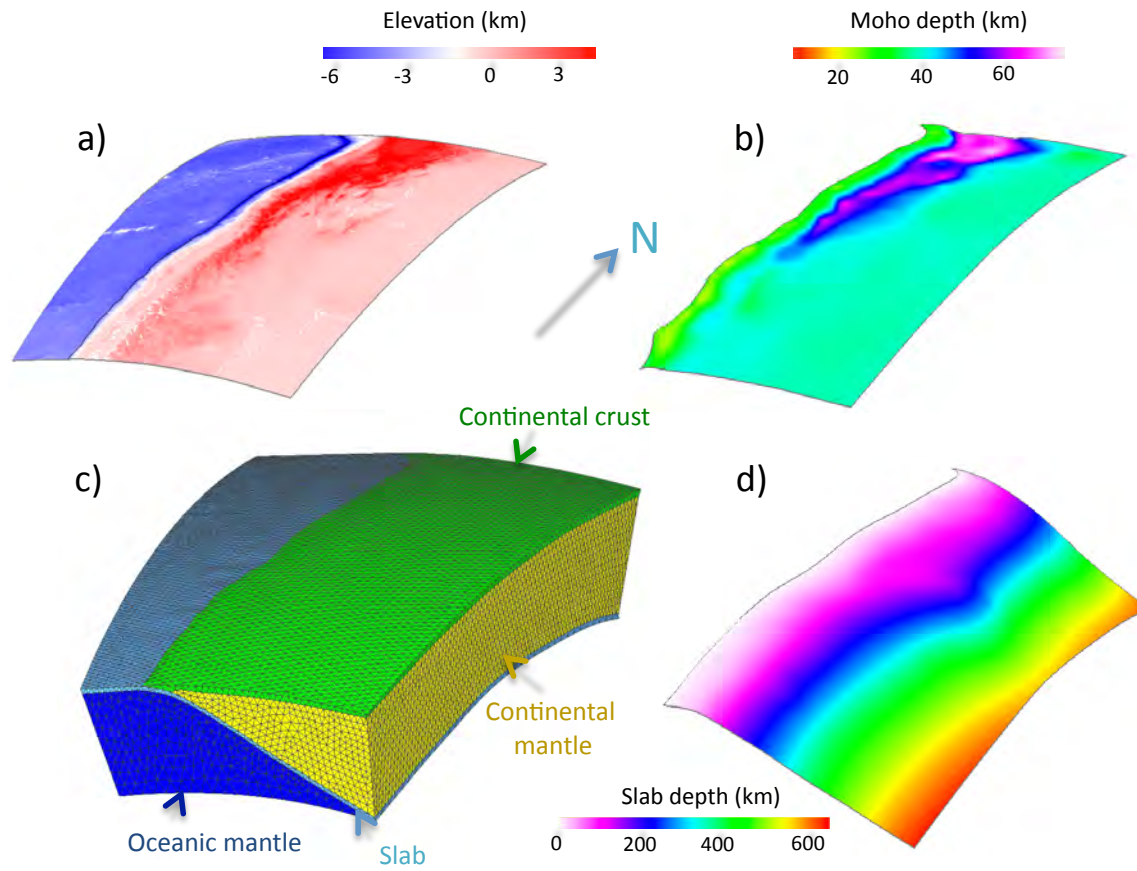 Elevation (km)
-6 -3 0 3
Moho depth (km)
20 40 60
a)
b)
N
Continental crust
c)
d)
Continental
mantle
Oceanic mantle
Slab
Slab depth (km)
0 200 400 600